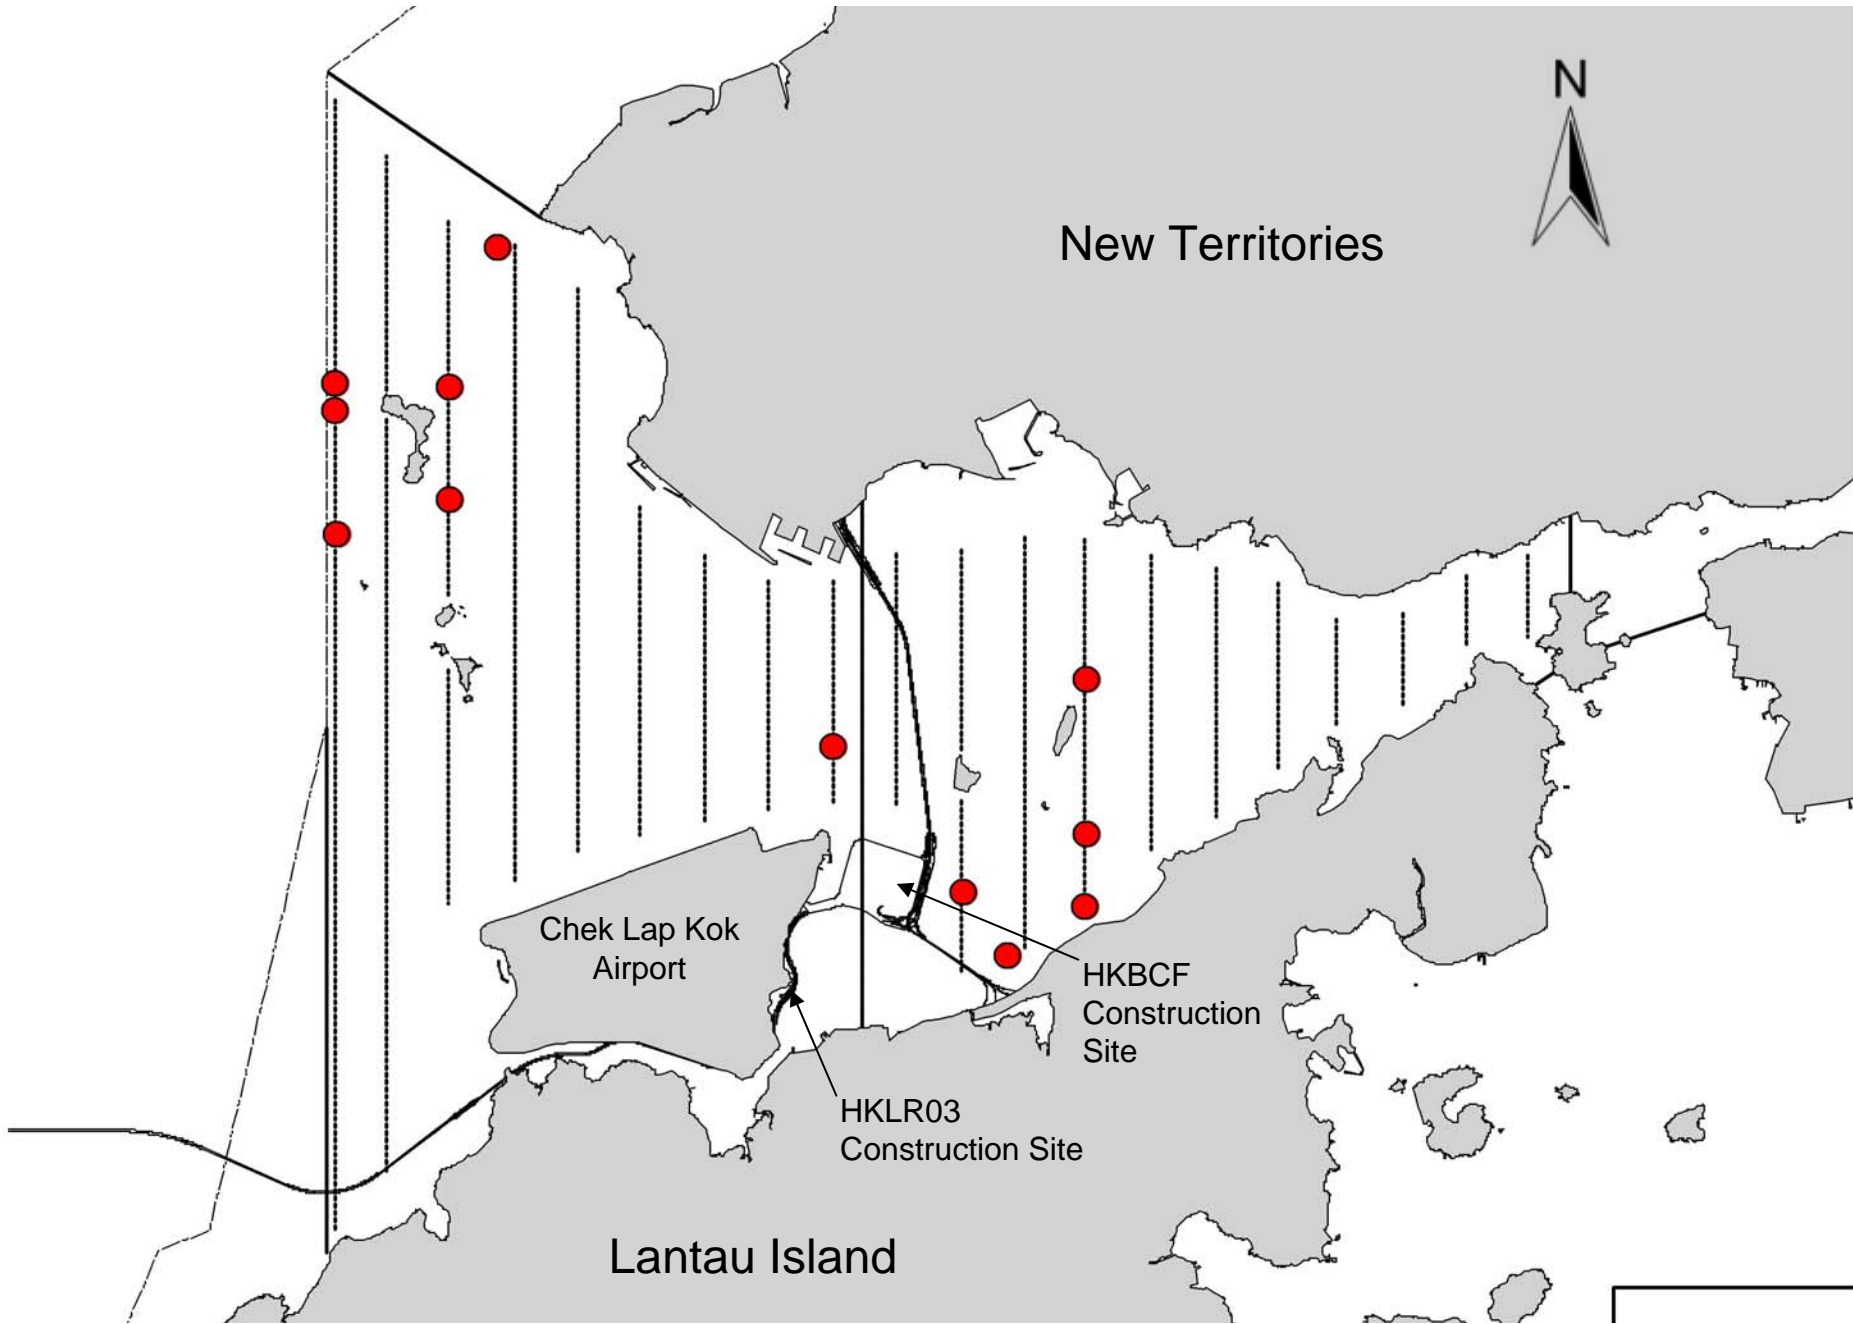 N
New Territories
Chek Lap Kok
Airport
HKBCF
Construction
Site
HKLR03
Construction Site
Lantau Island